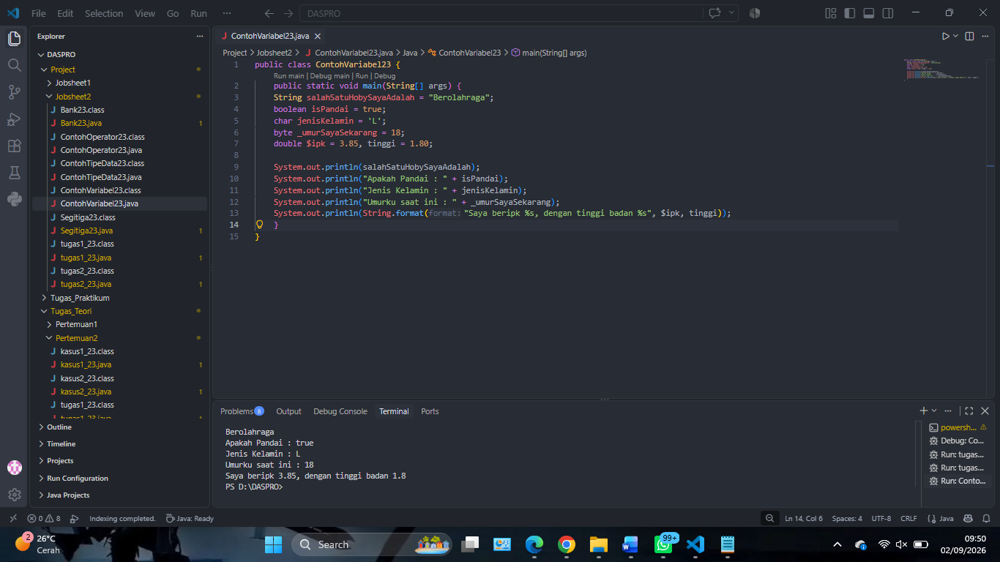 File Edit Selection View Go Run ··· DASPRO
Explorer ···
DASPRO
Project
Jobsheet1
Jobsheet2
J Bank23.class
J Bank23.java 1
J ContohOperator23.class
J ContohOperator23.java
J ContohTipeData23.class
J ContohTipeData23.java
J ContohVariabel23.class
J ContohVariabel23.java
J Segitiga23.class
J Segitiga23.java 1
J tugas1_23.class
J tugas1_23.java 1
J tugas2_23.class
J tugas2_23.java 1
Tugas_Praktikum
Tugas_Teori
Pertemuan1
Pertemuan2
J kasus1_23.class
J kasus1_23.java 1
J kasus2_23.class
J kasus2_23.java 1
J tugas1_23.class
J tugas1_23.java 1
Outline
Timeline
Projects
Run Configuration
Java Projects
J ContohVariabel23.java
Project > Jobsheet2 > J ContohVariabel23.java > Java > ContohVariabel23 > main(String[] args)
1 public class ContohVariabel23 {
Run main | Debug main | Run | Debug
2 public static void main(String[] args) {
3 String salahSatuHobySayaAdalah = "Berolahraga";
4 boolean isPandai = true;
5 char jenisKelamin = 'L';
6 byte _umurSayaSekarang = 18;
7 double $ipk = 3.85, tinggi = 1.80;
8
9 System.out.println(salahSatuHobySayaAdalah);
10 System.out.println("Apakah Pandai : " + isPandai);
11 System.out.println("Jenis Kelamin : " + jenisKelamin);
12 System.out.println("Umurku saat ini : " + _umurSayaSekarang);
13 System.out.println(String.format(format: "Saya beripk %s, dengan tinggi badan %s", $ipk, tinggi));
14 }
15 }
Problems 8 Output Debug Console Terminal Ports
Berolahraga
Apakah Pandai : true
Jenis Kelamin : L
Umurku saat ini : 18
Saya beripk 3.85, dengan tinggi badan 1.8
PS D:\DASPRO>
powersh...
Debug: Co...
Run: tugas...
Run: tugas...
Run: Conto...
0 8 Indexing completed. Java: Ready Ln 14, Col 6 Spaces: 4 UTF-8 CRLF {} Java
2 26°C
Cerah
Search
99+
09:50
02/09/2026